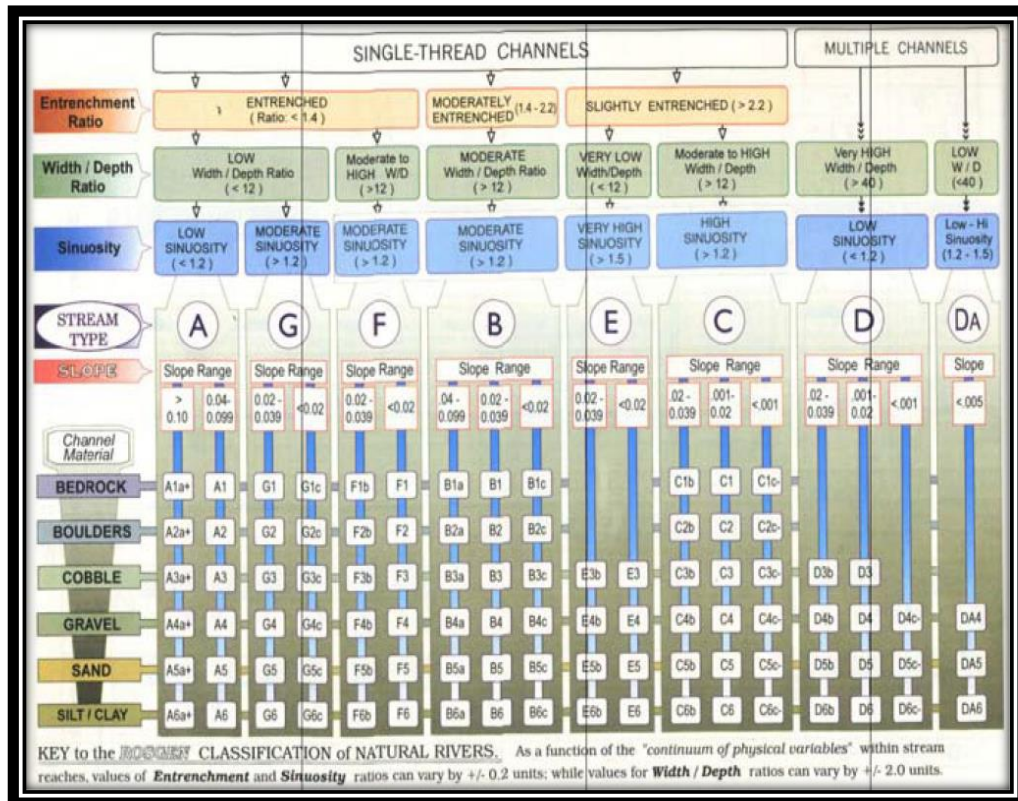 SINGLE-THREAD CHANNELS
MULTIPLE CHANNELS
Entrenchment
Ratio
ENTRENCHED
(Ratio: < 1.4)
MODERATELY
ENTRENCHED (1.4 - 2.2)
SLIGHTLY ENTRENCHED ( > 2.2 )
Width / Depth
Ratio
LOW
Width / Depth Ratio
( < 12 )
Moderate to
HIGH W/D
(>12)
MODERATE
Width / Depth Ratio
( > 12 )
VERY LOW
Width/Depth
( < 12 )
Moderate to HIGH
Width / Depth
( > 12 )
Very HIGH
Width / Depth
( > 40 )
LOW
W / D
(<40)
Sinuosity
LOW
SINUOSITY
( < 1.2 )
MODERATE
SINUOSITY
( > 1.2 )
MODERATE
SINUOSITY
( > 1.2 )
MODERATE
SINUOSITY
( > 1.2 )
VERY HIGH
SINUOSITY
( > 1.5 )
HIGH
SINUOSITY
( > 1.2 )
LOW
SINUOSITY
( < 1.2 )
Low - Hi
Sinuosity
(1.2 - 1.5)
STREAM
TYPE
A G F B E C D DA
SLOPE
Slope Range Slope Range Slope Range Slope Range Slope Range Slope Range Slope Range Slope
> 0.10
0.04-0.099
0.02 - 0.039
<0.02
0.02 - 0.039
<0.02
.04 - 0.099
0.02 - 0.039
<0.02
0.02 - 0.039
<0.02
.02 - 0.039
.001- 0.02
<.001
.02 - 0.039
.001- 0.02
<.001
<.005
Channel
Material
BEDROCK A1a+ A1 G1 G1c F1b F1 B1a B1 B1c C1b C1 C1c-
BOULDERS A2a+ A2 G2 G2c F2b F2 B2a B2 B2c C2b C2 C2c-
COBBLE A3a+ A3 G3 G3c F3b F3 B3a B3 B3c E3b E3 C3b C3 C3c- D3b D3
GRAVEL A4a+ A4 G4 G4c F4b F4 B4a B4 B4c E4b E4 C4b C4 C4c- D4b D4 D4c- DA4
SAND A5a+ A5 G5 G5c F5b F5 B5a B5 B5c E5b E5 C5b C5 C5c- D5b D5 D5c- DA5
SILT / CLAY A6a+ A6 G6 G6c F6b F6 B6a B6 B6c E6b E6 C6b C6 C6c- D6b D6 D6c- DA6
KEY to the ROSGEN CLASSIFICATION of NATURAL RIVERS. As a function of the "continuum of physical variables" within stream
reaches, values of Entrenchment and Sinuosity ratios can vary by +/- 0.2 units; while values for Width / Depth ratios can vary by +/- 2.0 units.